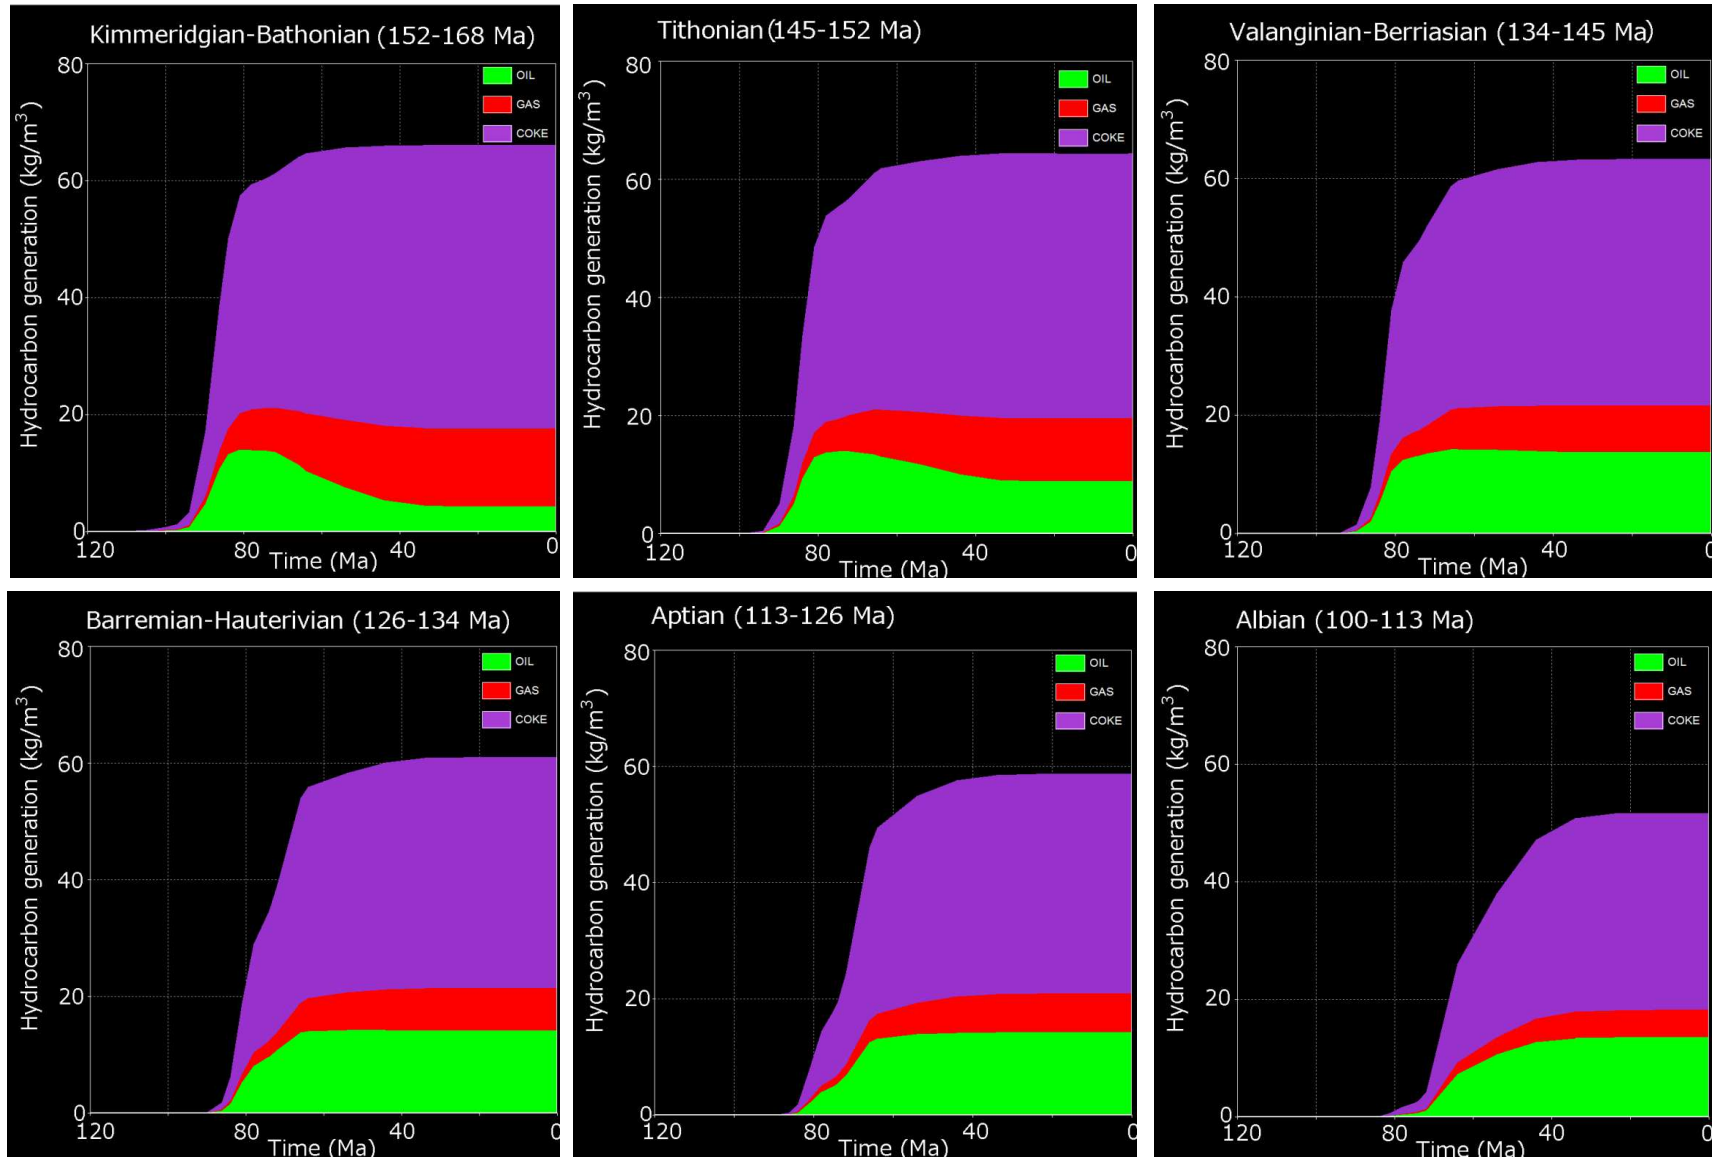 Kimmeridgian-Bathonian (152-168 Ma)
80
60
40
20
0
Hydrocarbon generation (kg/m³)
OIL
GAS
COKE
120
80
40
0
Time (Ma)
Tithonian (145-152 Ma)
80
60
40
20
0
Hydrocarbon generation (kg/m³)
OIL
GAS
COKE
120
80
40
0
Time (Ma)
Valanginian-Berriasian (134-145 Ma)
80
60
40
20
0
Hydrocarbon generation (kg/m³)
OIL
GAS
COKE
120
80
40
0
Time (Ma)
Barremian-Hauterivian (126-134 Ma)
80
60
40
20
0
Hydrocarbon generation (kg/m³)
OIL
GAS
COKE
120
80
40
0
Time (Ma)
Aptian (113-126 Ma)
80
60
40
20
0
Hydrocarbon generation (kg/m³)
OIL
GAS
COKE
120
80
40
0
Time (Ma)
Albian (100-113 Ma)
80
60
40
20
0
Hydrocarbon generation (kg/m³)
OIL
GAS
COKE
120
80
40
0
Time (Ma)